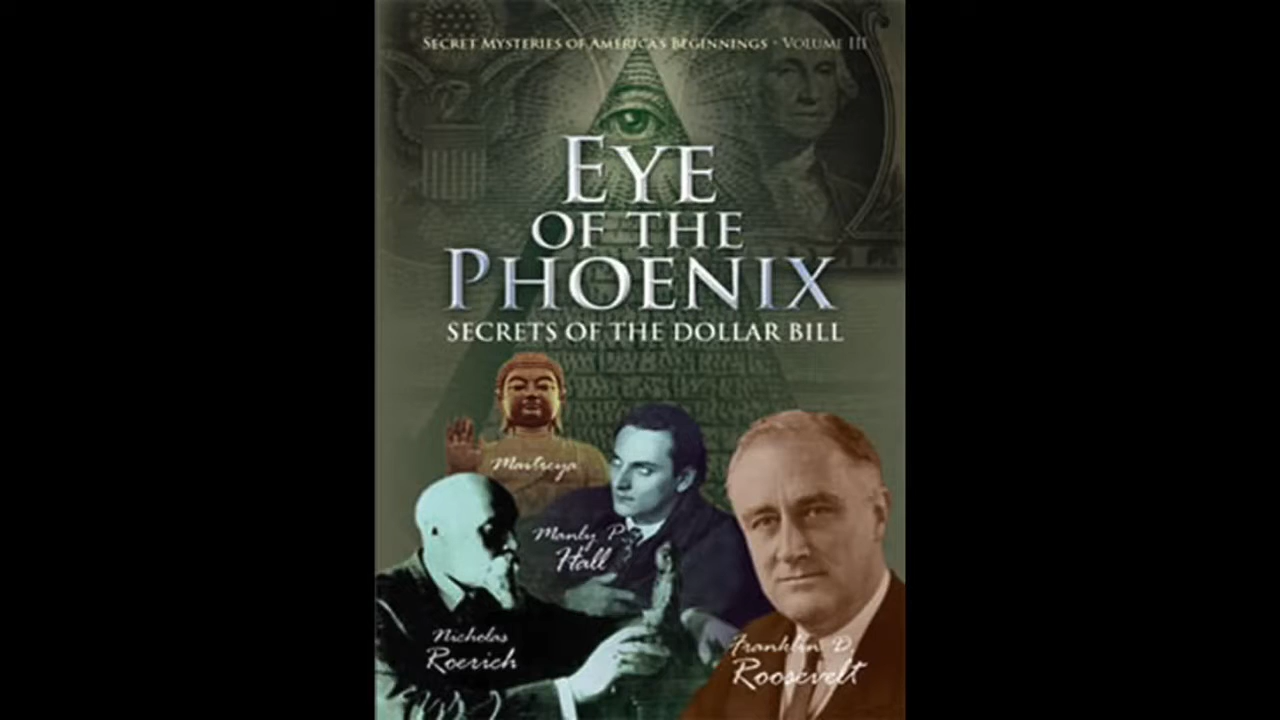 SECRET MYSTERIES OF AMERICA'S BEGINNINGS · VOLUME III
EYE
OF THE
PHOENIX
SECRETS OF THE DOLLAR BILL
Maitreya
Manly P.
Hall
Nicholas
Roerich
Franklin D.
Roosevelt